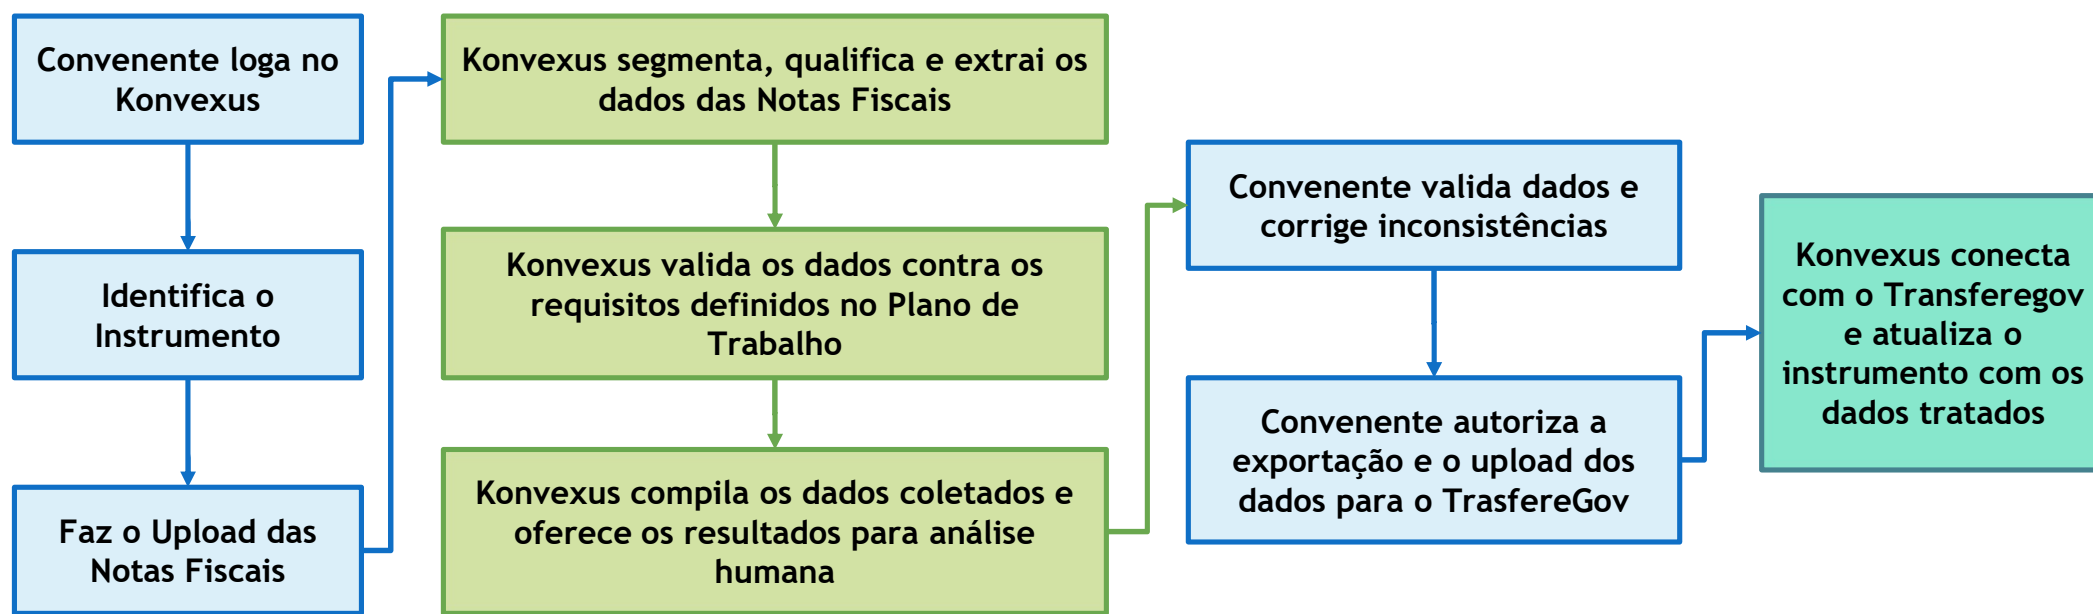 Convenente loga no
Konvexus
Identifica o
Instrumento
Faz o Upload das
Notas Fiscais
Konvexus segmenta, qualifica e extrai os
dados das Notas Fiscais
Konvexus valida os dados contra os
requisitos definidos no Plano de
Trabalho
Konvexus compila os dados coletados e
oferece os resultados para análise
humana
Convenente valida dados e
corrige inconsistências
Convenente autoriza a
exportação e o upload dos
dados para o TrasfereGov
Konvexus conecta
com o Transferegov
e atualiza o
instrumento com os
dados tratados